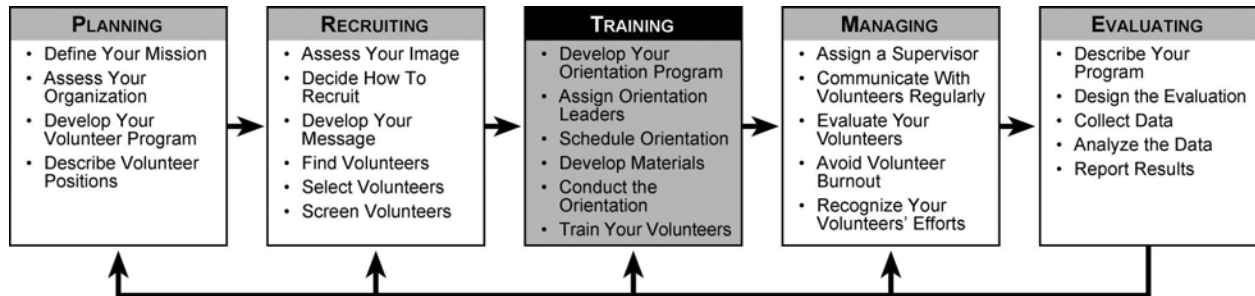 PLANNING
• Define Your Mission
• Assess Your
Organization
• Develop Your
Volunteer Program
• Describe Volunteer
Positions
RECRUITING
• Assess Your Image
• Decide How To
Recruit
• Develop Your
Message
• Find Volunteers
• Select Volunteers
• Screen Volunteers
TRAINING
• Develop Your
Orientation Program
• Assign Orientation
Leaders
• Schedule Orientation
• Develop Materials
• Conduct the
Orientation
• Train Your Volunteers
MANAGING
• Assign a Supervisor
• Communicate With
Volunteers Regularly
• Evaluate Your
Volunteers
• Avoid Volunteer
Burnout
• Recognize Your
Volunteers’ Efforts
EVALUATING
• Describe Your
Program
• Design the Evaluation
• Collect Data
• Analyze the Data
• Report Results